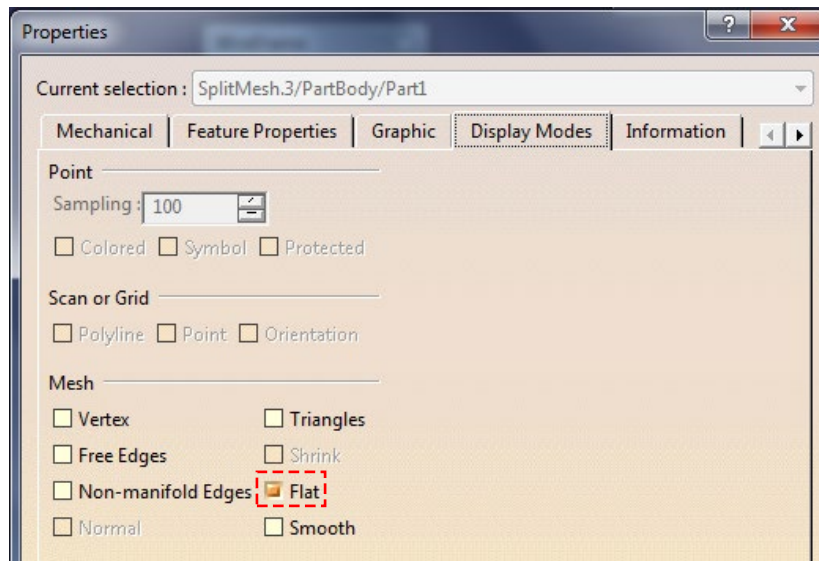 Properties
?
X
Current selection : SplitMesh.3/PartBody/Part1
Mechanical Feature Properties Graphic Display Modes Information
Point
Sampling : 100
Colored Symbol Protected
Scan or Grid
Polyline Point Orientation
Mesh
Vertex Triangles
Free Edges Shrink
Non-manifold Edges Flat
Normal Smooth